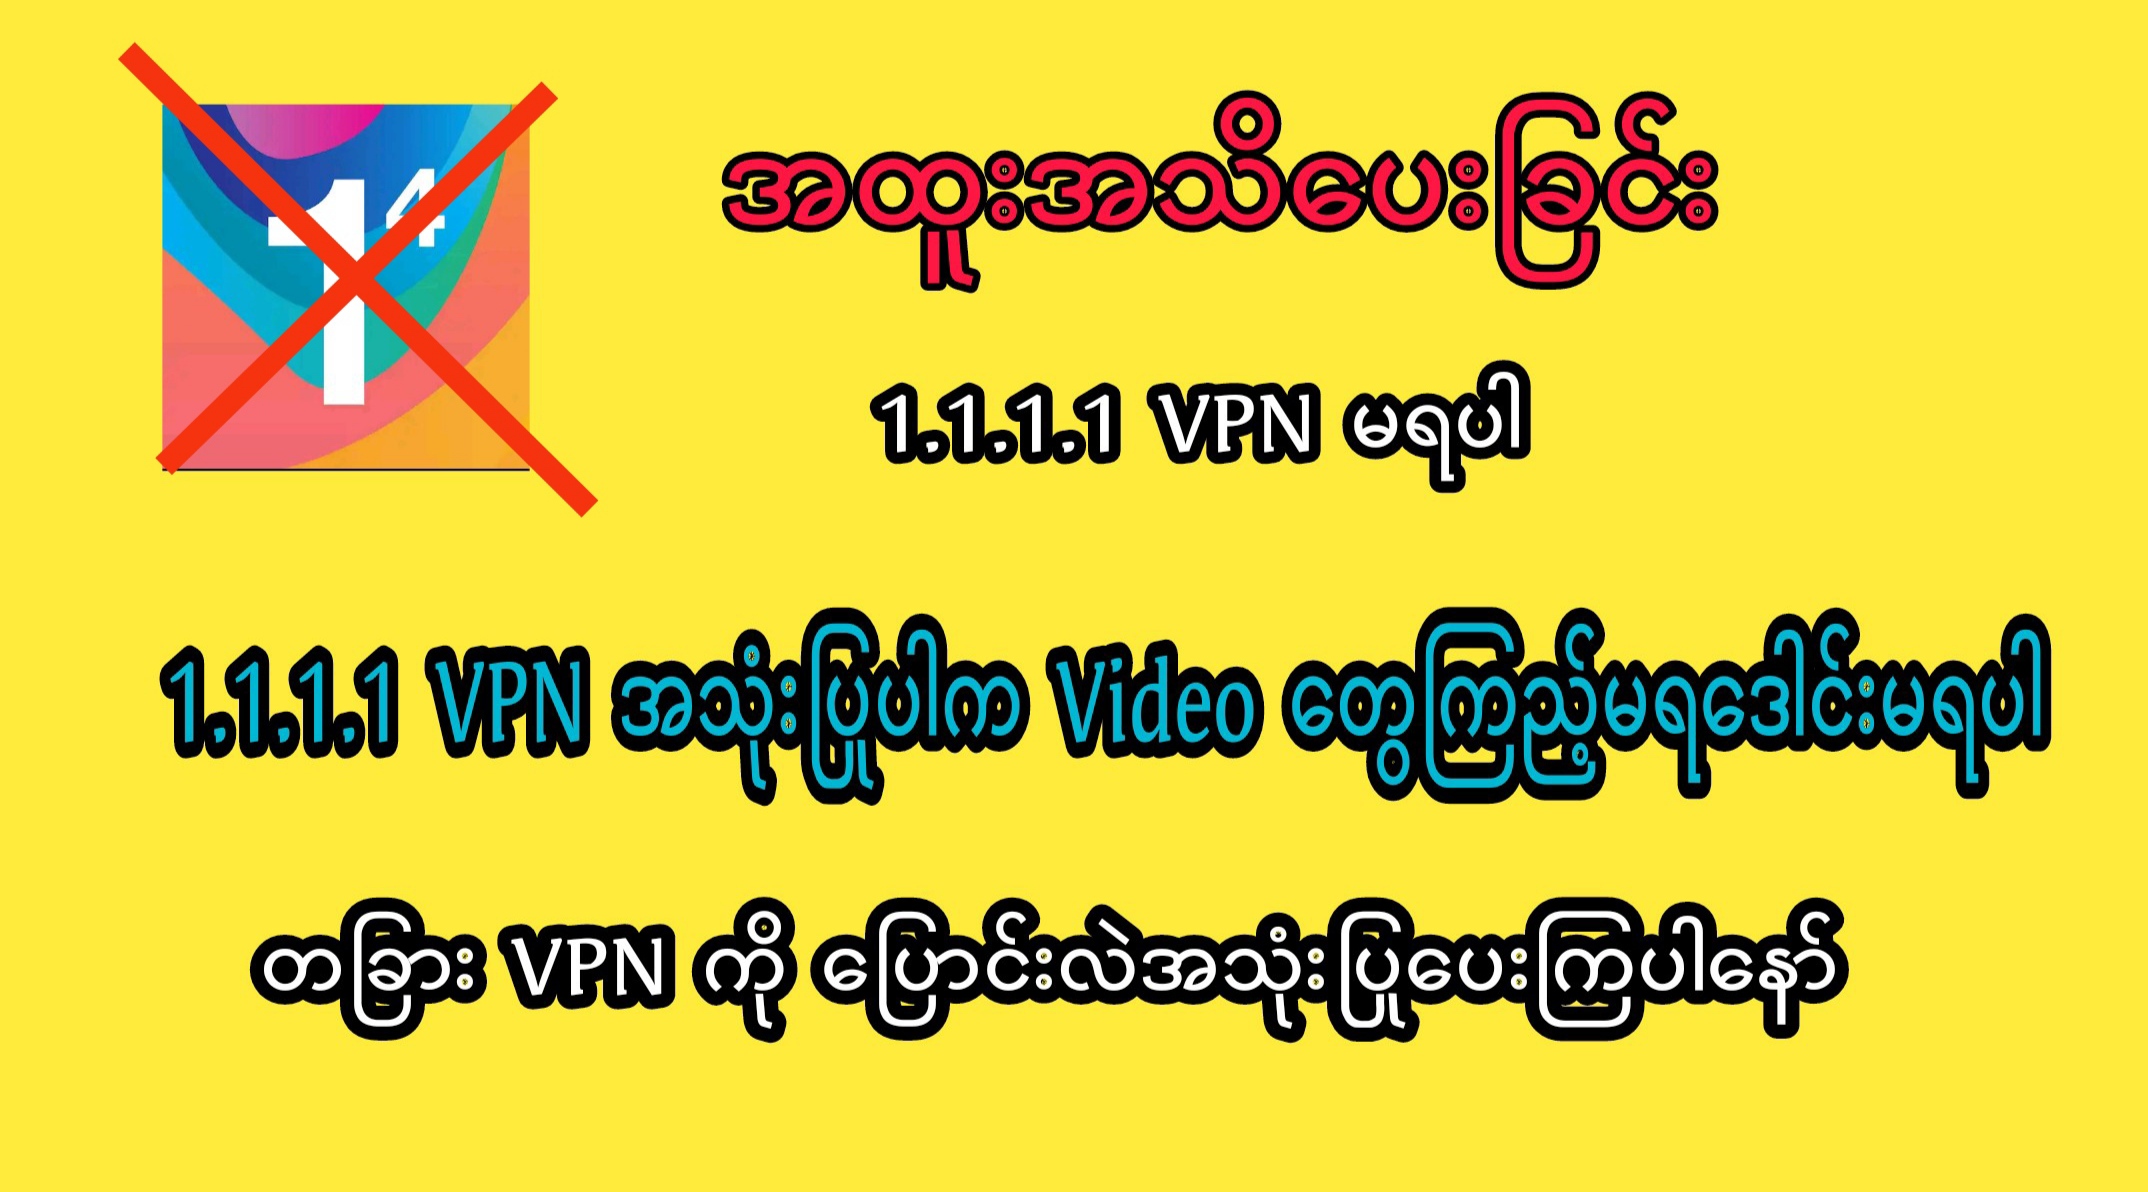 1⁴
အထူးအသိပေးခြင်း
1.1.1.1 VPN မရပါ
1.1.1.1 VPN အသုံးပြုပါက Video တွေကြည့်မရဒေါင်းမရပါ
တခြား VPN ကို ပြောင်းလဲအသုံးပြုပေးကြပါနော်